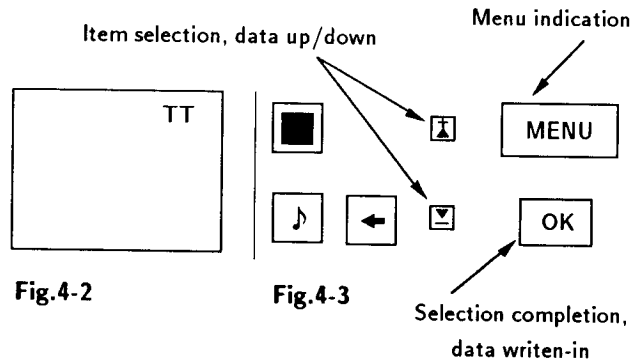 Menu indication
Item selection, data up/down
TT
MENU
OK
Fig.4-2
Fig.4-3
Selection completion,
data writen-in